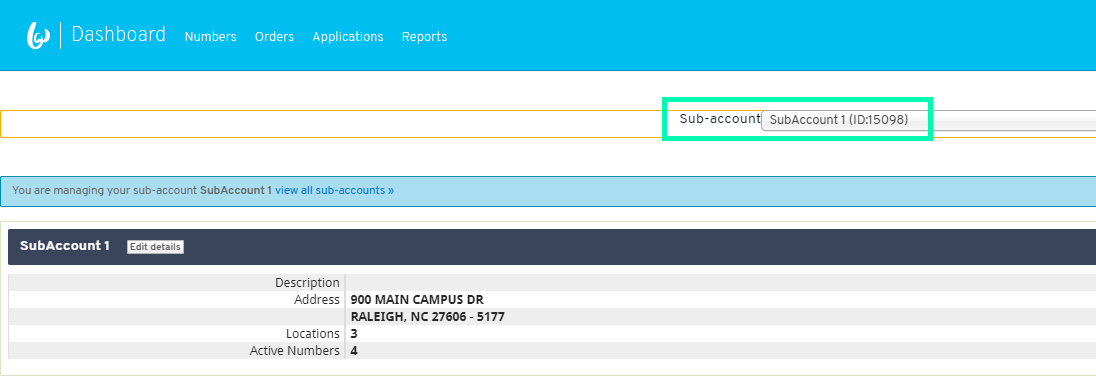 Dashboard Numbers Orders Applications Reports
Sub-account SubAccount 1 (ID:15098)
You are managing your sub-account SubAccount 1 view all sub-accounts »
SubAccount 1 Edit details
Description
Address 900 MAIN CAMPUS DR
RALEIGH, NC 27606 - 5177
Locations 3
Active Numbers 4